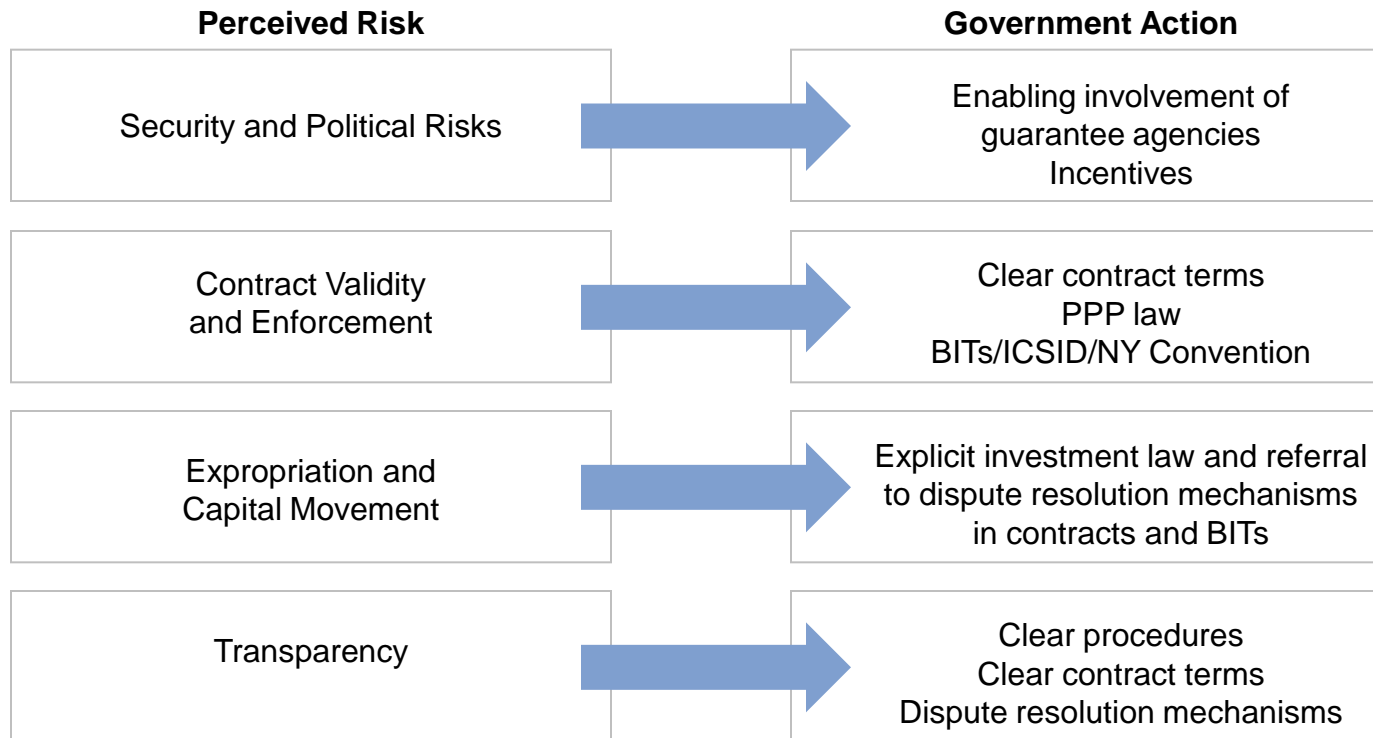 Perceived Risk
Government Action
Security and Political Risks
Enabling involvement of
guarantee agencies
Incentives
Contract Validity
and Enforcement
Clear contract terms
PPP law
BITs/ICSID/NY Convention
Expropriation and
Capital Movement
Explicit investment law and referral
to dispute resolution mechanisms
in contracts and BITs
Transparency
Clear procedures
Clear contract terms
Dispute resolution mechanisms